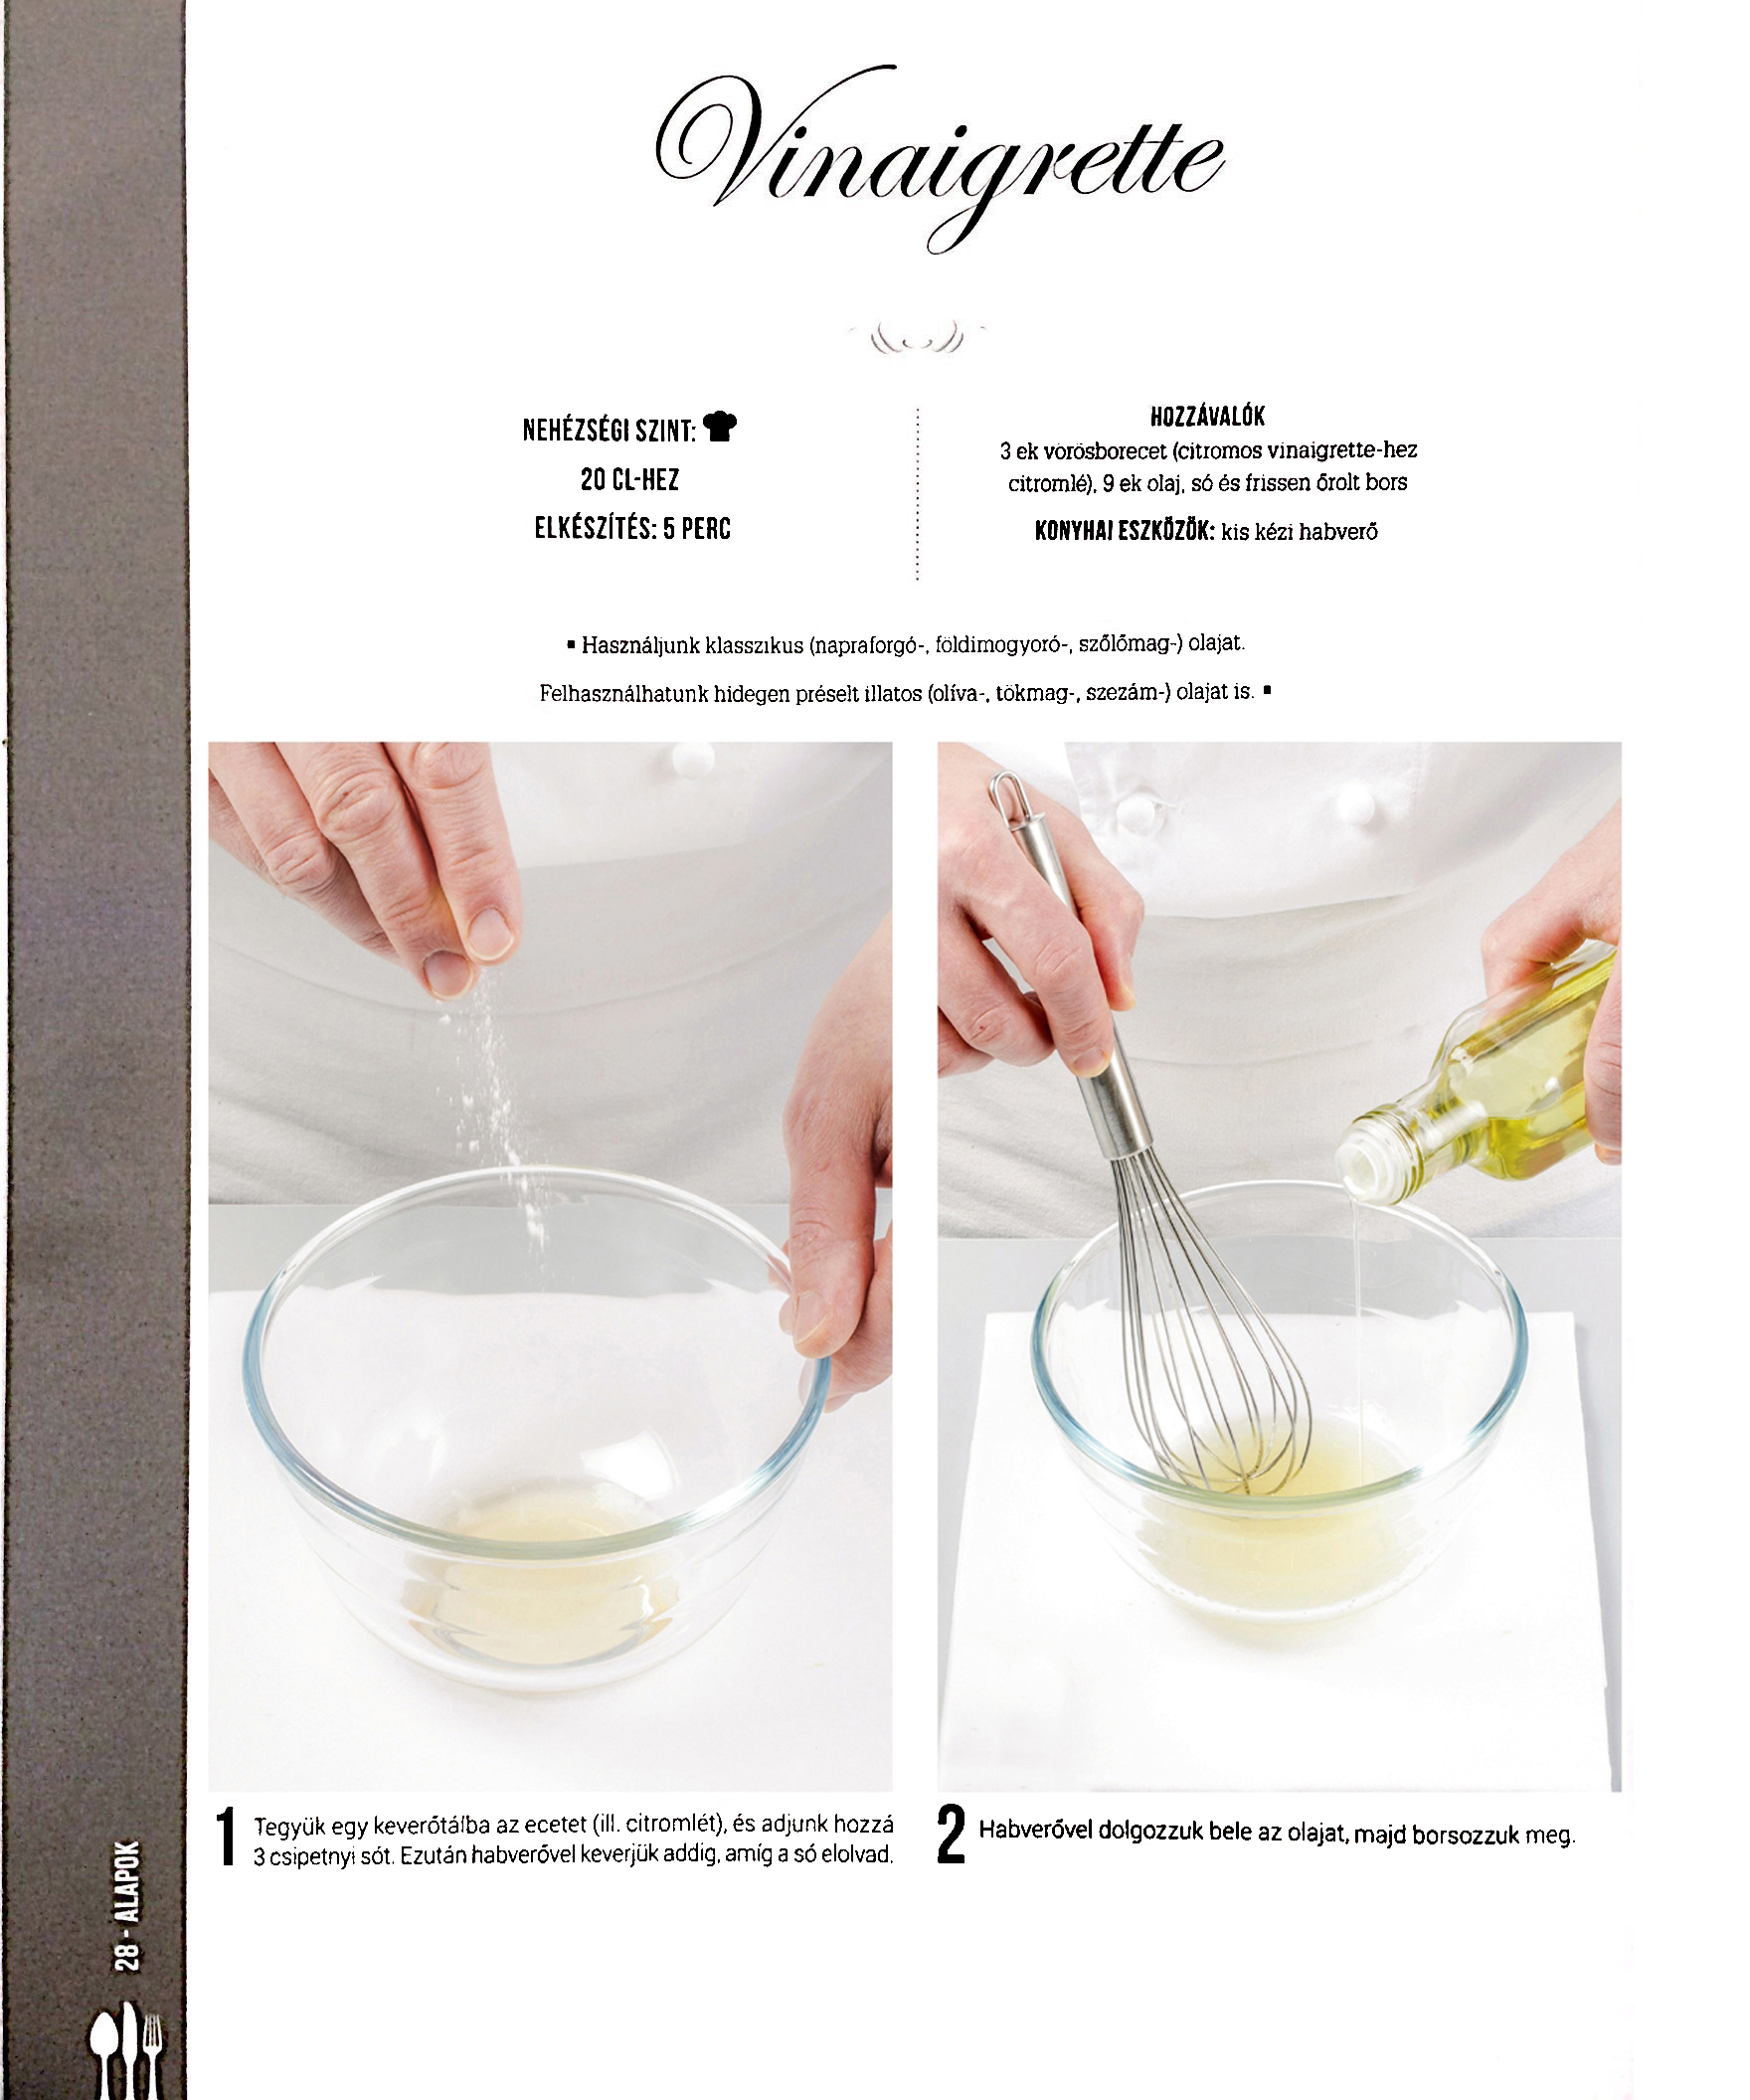 Vinaigrette
NEHÉZSÉGI SZINT:
20 CL-HEZ
ELKÉSZÍTÉS: 5 PERC
HOZZÁVALÓK
3 ek vörösborecet (citromos vinaigrette-hez
citromlé), 9 ek olaj, só és frissen őrölt bors
KONYHAI ESZKÖZÖK: kis kézi habverő
▪ Használjunk klasszikus (napraforgó-, földimogyoró-, szőlőmag-) olajat.
Felhasználhatunk hidegen préselt illatos (olíva-, tökmag-, szezám-) olajat is. ▪
1 Tegyük egy keverőtálba az ecetet (ill. citromlét), és adjunk hozzá
3 csipetnyi sót. Ezután habverővel keverjük addig, amíg a só elolvad.
2 Habverővel dolgozzuk bele az olajat, majd borsozzuk meg.
28 - ALAPOK